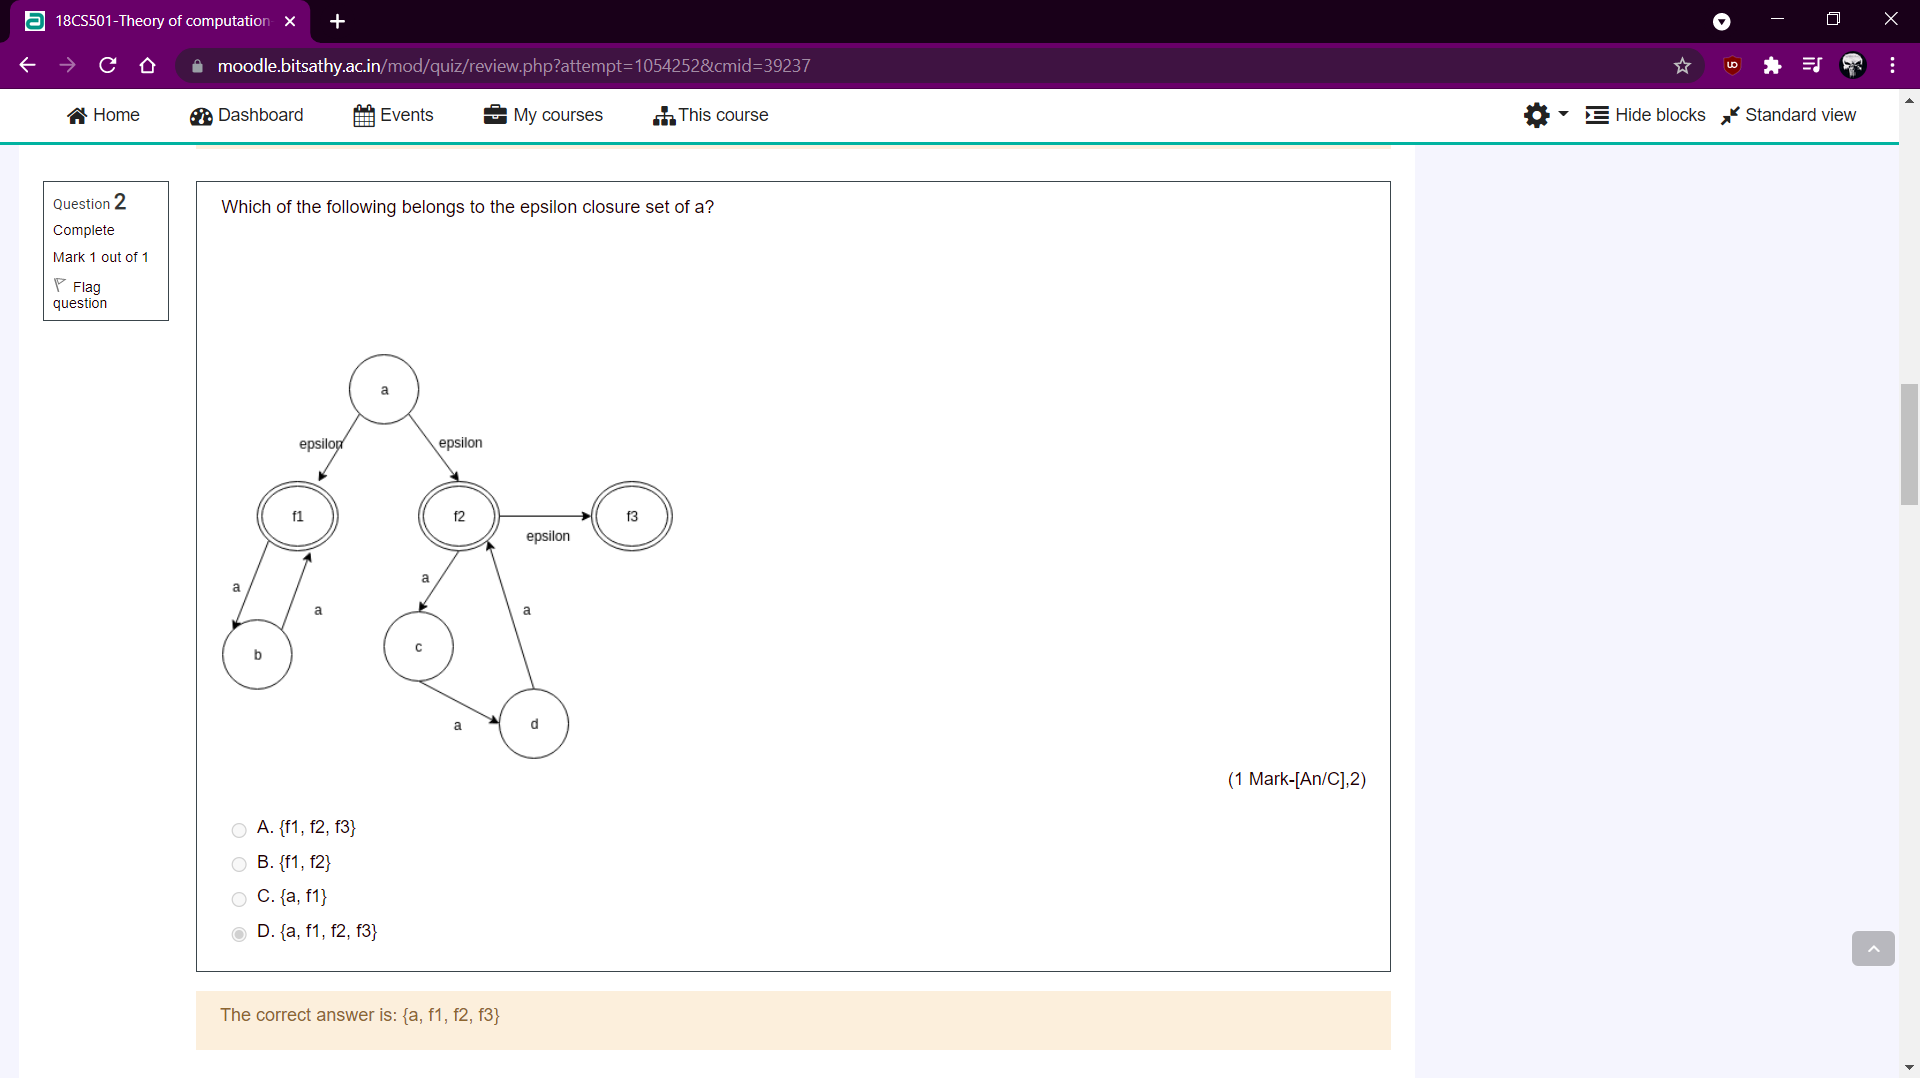 18CS501-Theory of computation
moodle.bitsathy.ac.in/mod/quiz/review.php?attempt=1054252&cmid=39237
Home Dashboard Events My courses This course Hide blocks Standard view
Question 2
Complete
Mark 1 out of 1
Flag
question
Which of the following belongs to the epsilon closure set of a?
a
epsilon epsilon
f1 f2 f3
epsilon
a
a
a a
c
b
d
a
(1 Mark-[An/C],2)
A. {f1, f2, f3}
B. {f1, f2}
C. {a, f1}
D. {a, f1, f2, f3}
The correct answer is: {a, f1, f2, f3}